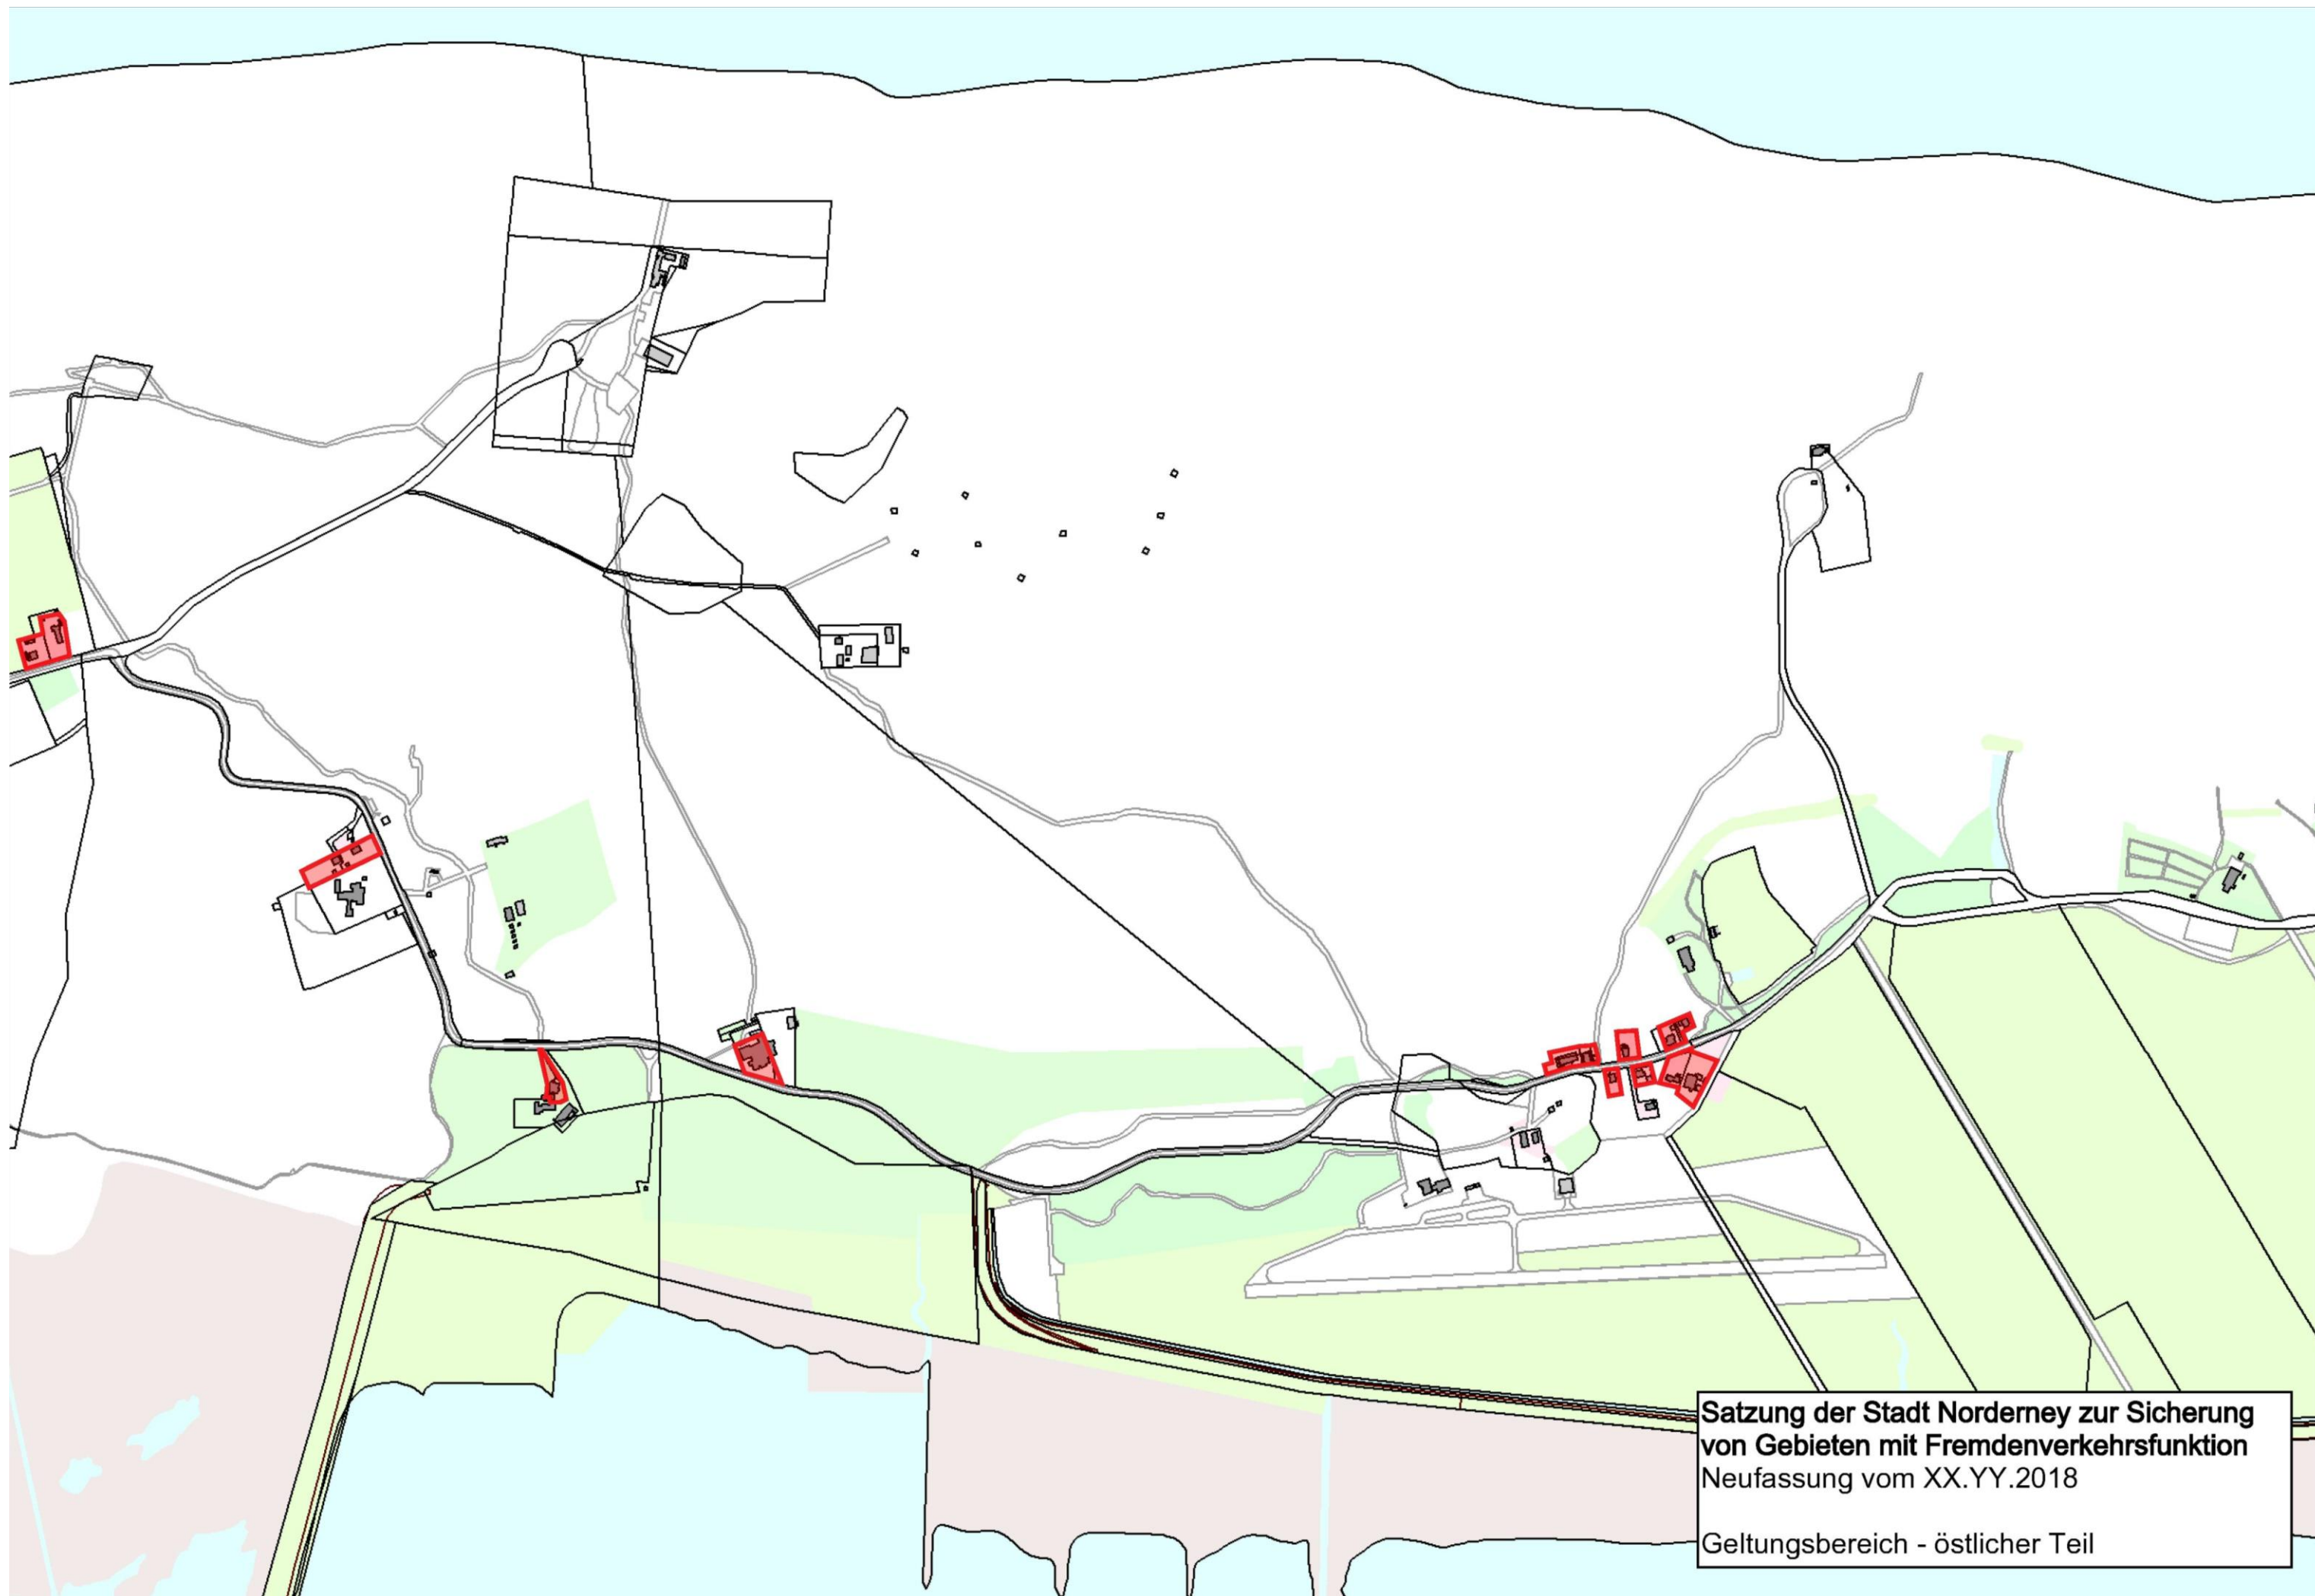 Satzung der Stadt Norderney zur Sicherung
von Gebieten mit Fremdenverkehrsfunktion
Neufassung vom XX.YY.2018
Geltungsbereich - östlicher Teil